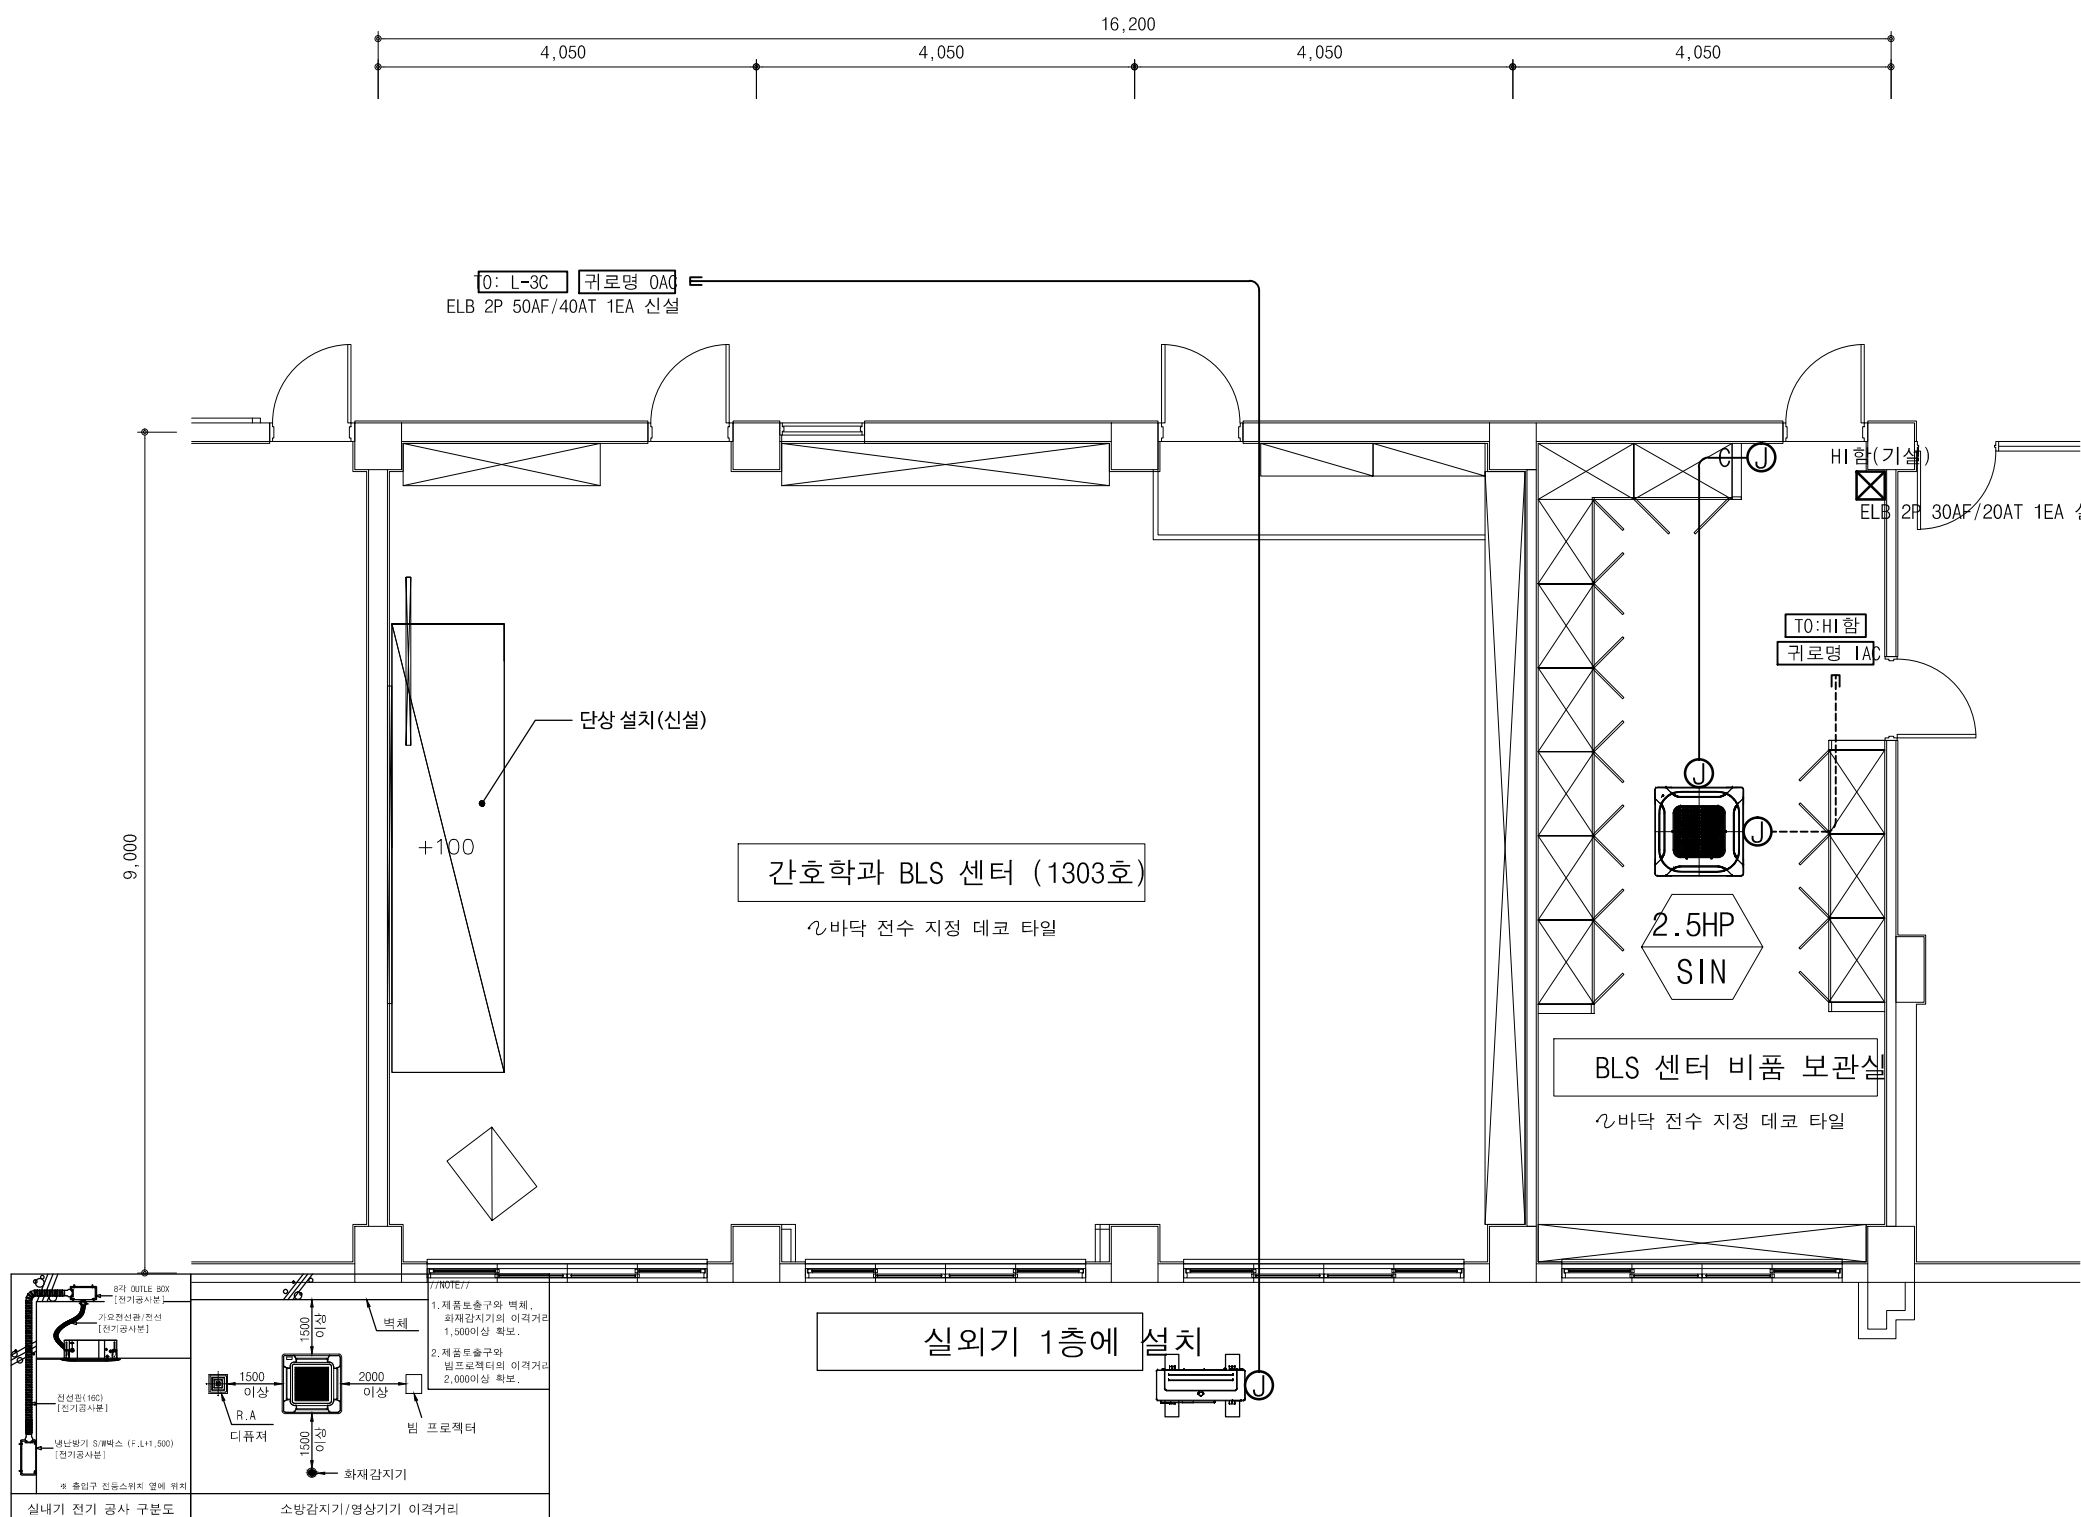 16,200
4,050
4,050
4,050
4,050
TO: L-3C
귀로명 OAC
ELB 2P 50AF/40AT 1EA 신설
C
J
HI함(기설)
ELB 2P 30AF/20AT 1EA
TO:HI함
귀로명 IAC
단상 설치(신설)
J
J
+100
9,000
간호학과 BLS 센터 (1303호)
바닥 전수 지정 데코 타일
2.5HP
SIN
BLS 센터 비품 보관실
바닥 전수 지정 데코 타일
실외기 1층에 설치
J
8각 OUTLE BOX
[전기공사분]
가요전선관/전선
[전기공사분]
전선관(16C)
[전기공사분]
냉난방기 S/W박스 (F.L+1,500)
[전기공사분]
※ 출입구 전등스위치 옆에 위치
실내기 전기 공사 구분도
1500
이상
벽체
1500
이상
2000
이상
R.A
디퓨져
빔 프로젝터
1500
이상
화재감지기
//NOTE//
1.제품토출구와 벽체,
화재감지기의 이격거리
1,500이상 확보.
2.제품토출구와
빔프로젝터의 이격거리
2,000이상 확보.
소방감지기/영상기기 이격거리